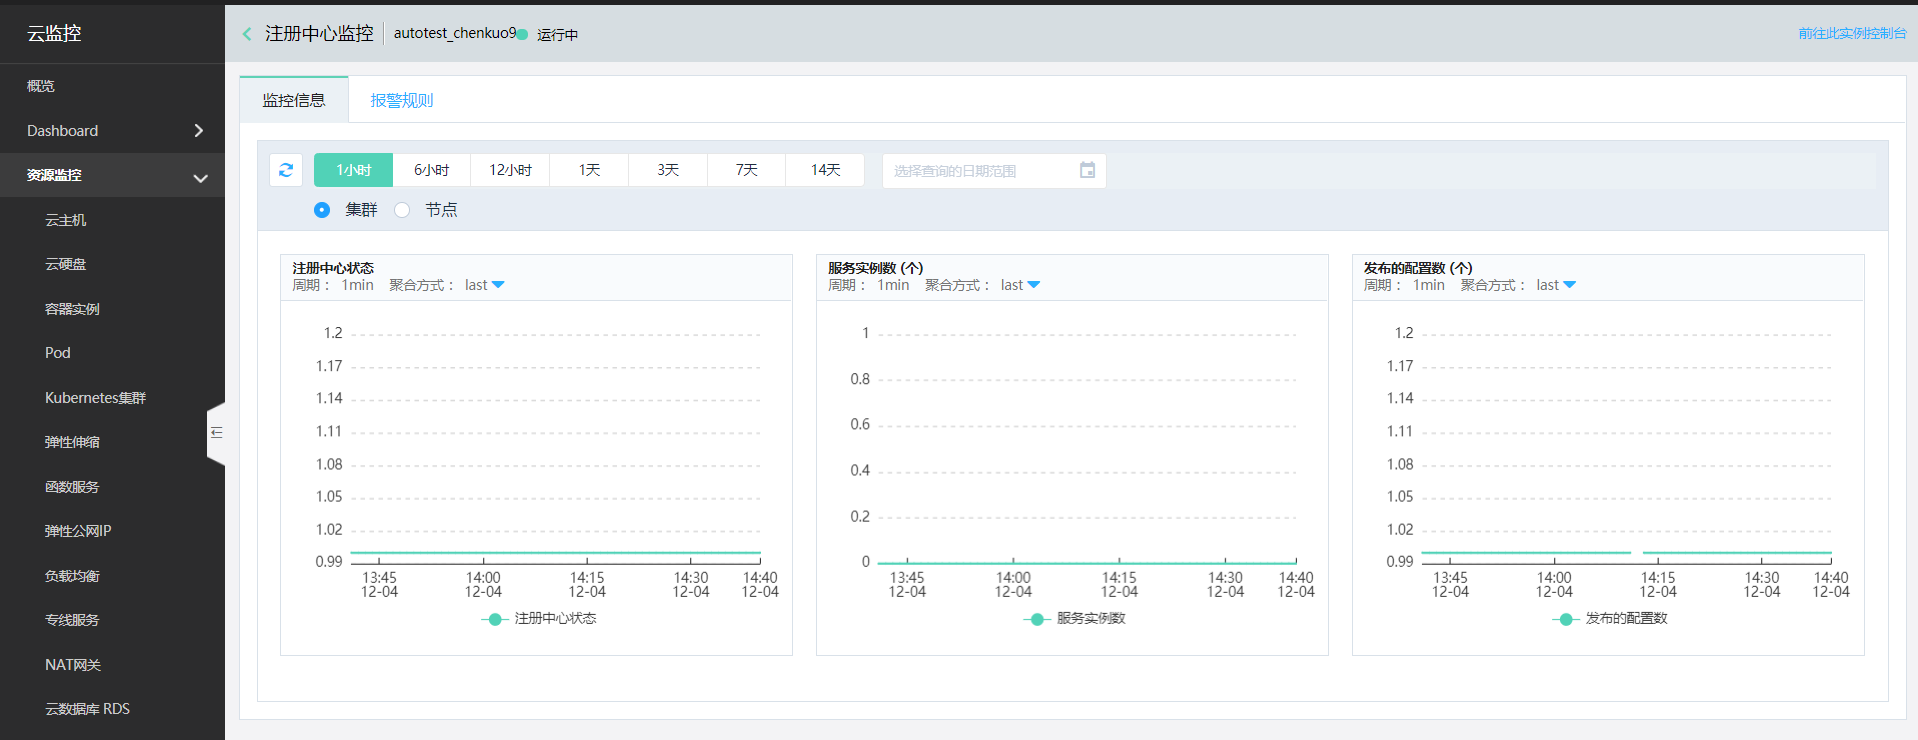 云监控
概览
Dashboard
资源监控
云主机
云硬盘
容器实例
Pod
Kubernetes集群
弹性伸缩
函数服务
弹性公网IP
负载均衡
专线服务
NAT网关
云数据库 RDS
注册中心监控 autotest_chenkuo9 运行中 前往此实例控制台
监控信息 报警规则
1小时 6小时 12小时 1天 3天 7天 14天 选择查询的日期范围
集群 节点
注册中心状态
周期： 1min 聚合方式： last
1.2
1.17
1.14
1.11
1.08
1.05
1.02
0.99
13:45 14:00 14:15 14:30 14:40
12-04 12-04 12-04 12-04 12-04
注册中心状态
服务实例数 (个)
周期： 1min 聚合方式： last
1
0.8
0.6
0.4
0.2
0
13:45 14:00 14:15 14:30 14:40
12-04 12-04 12-04 12-04 12-04
服务实例数
发布的配置数 (个)
周期： 1min 聚合方式： last
1.2
1.17
1.14
1.11
1.08
1.05
1.02
0.99
13:45 14:00 14:15 14:30 14:40
12-04 12-04 12-04 12-04 12-04
发布的配置数